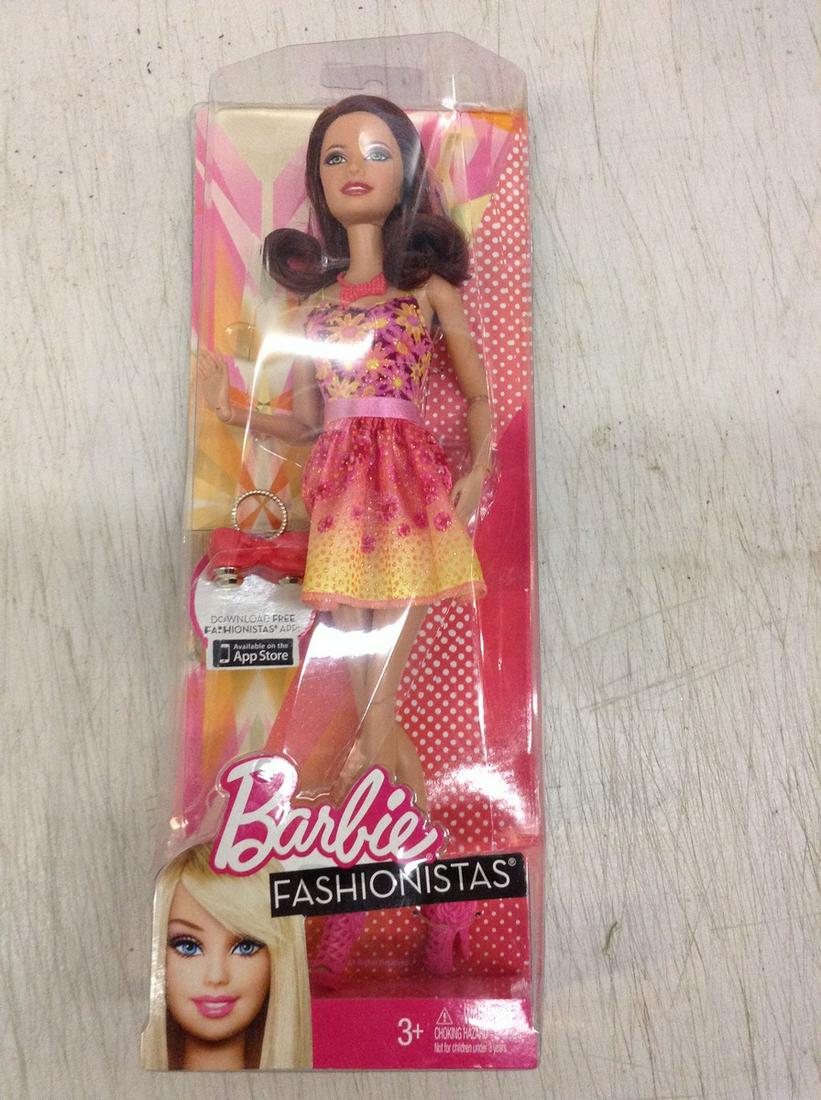 DOWNLOAD FREE
FASHIONISTAS® APP
Available on the
App Store
Barbie®
FASHIONISTAS®
3+
CHOKING HAZARD
Not for children under 3 years.